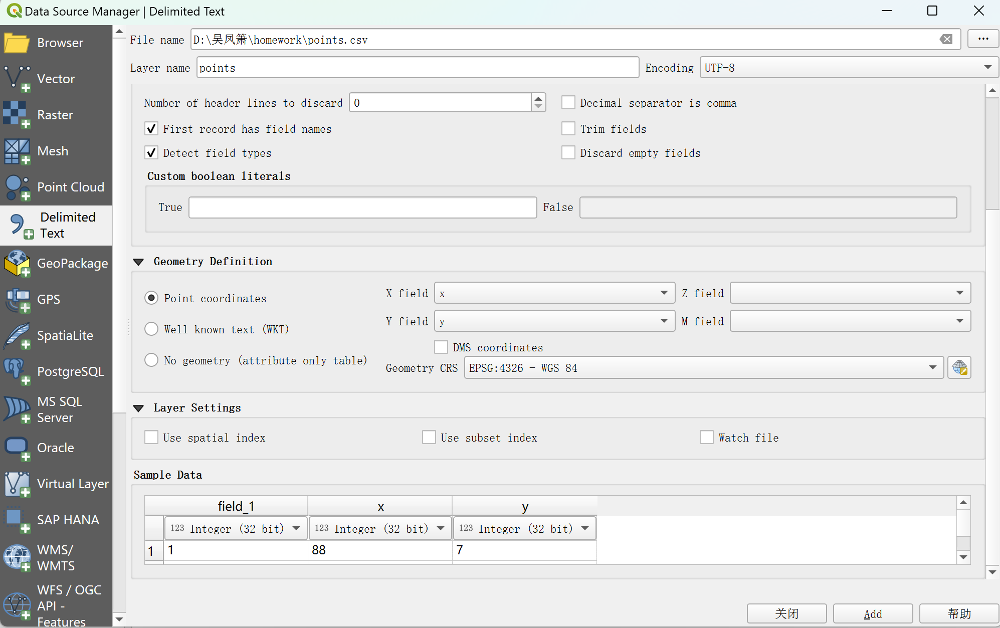 Data Source Manager | Delimited Text
Browser
Vector
Raster
Mesh
Point Cloud
Delimited
Text
GeoPackage
GPS
SpatiaLite
PostgreSQL
MS SQL
Server
Oracle
Virtual Layer
SAP HANA
WMS/
WMTS
WFS / OGC
API -
Features
File name D:\吴凤箫\homework\points.csv ...
Layer name points Encoding UTF-8
Number of header lines to discard 0 Decimal separator is comma
First record has field names Trim fields
Detect field types Discard empty fields
Custom boolean literals
True False
Geometry Definition
Point coordinates X field x Z field
Well known text (WKT) Y field y M field
DMS coordinates
No geometry (attribute only table) Geometry CRS EPSG:4326 - WGS 84
Layer Settings
Use spatial index Use subset index Watch file
Sample Data
field_1 x y
123 Integer (32 bit) 123 Integer (32 bit) 123 Integer (32 bit)
1 1 88 7
关闭 Add 帮助